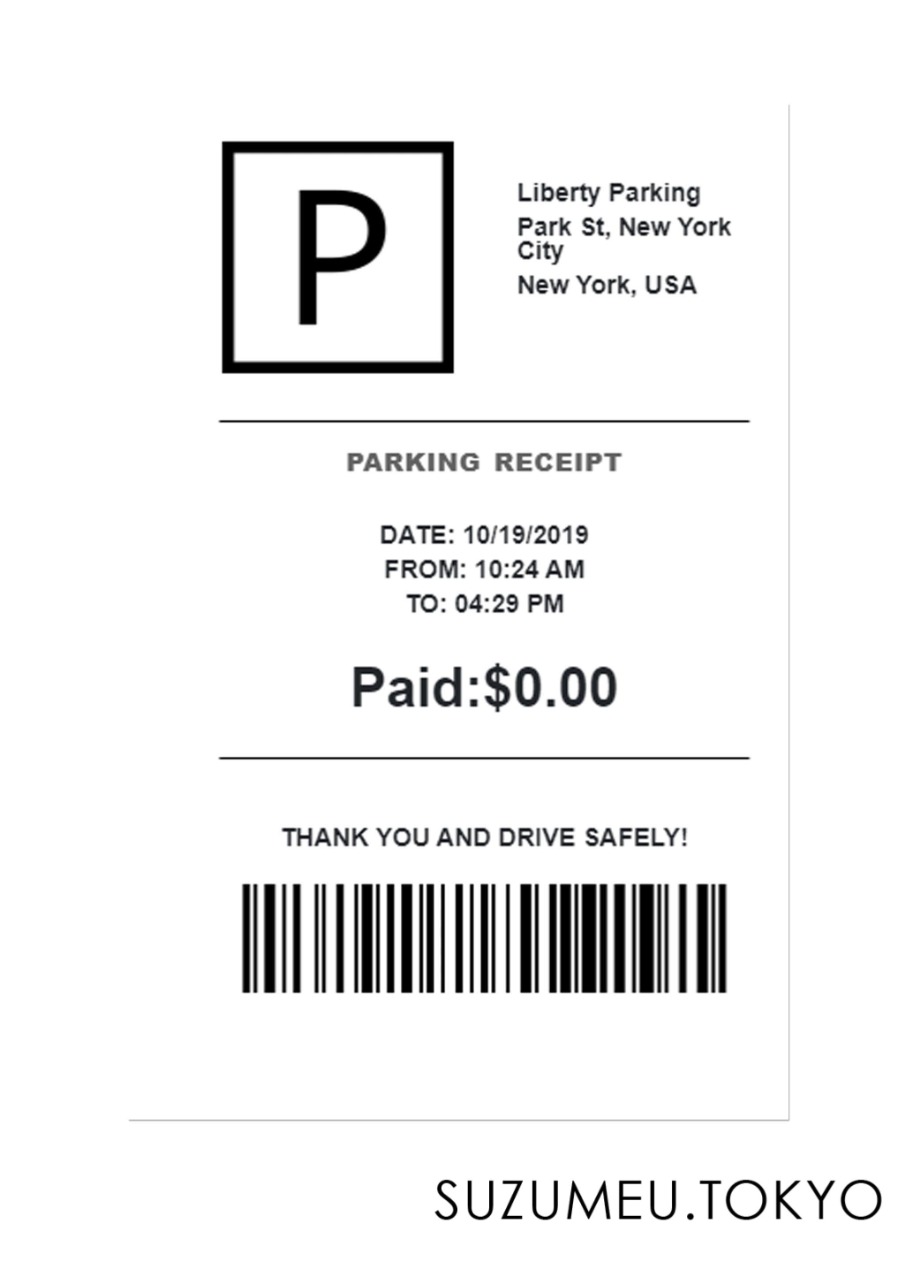 P
Liberty Parking
Park St, New York
City
New York, USA
PARKING RECEIPT
DATE: 10/19/2019
FROM: 10:24 AM
TO: 04:29 PM
Paid:$0.00
THANK YOU AND DRIVE SAFELY!
SUZUMEU.TOKYO